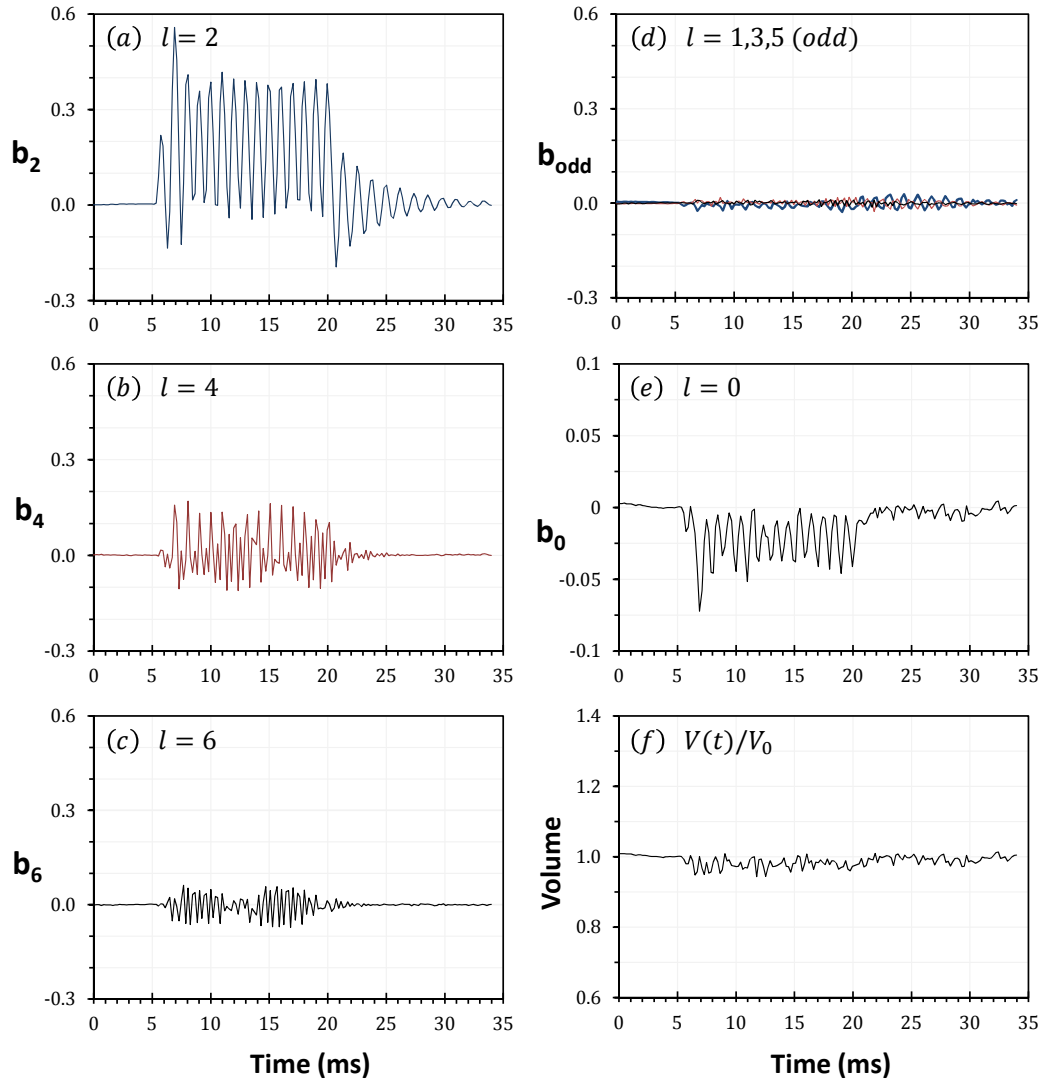 (a) l = 2
0.6
0.3
0.0
-0.3
b2
0 5 10 15 20 25 30 35
(d) l = 1,3,5 (odd)
0.6
0.3
0.0
-0.3
bodd
0 5 10 15 20 25 30 35
(b) l = 4
0.6
0.3
0.0
-0.3
b4
0 5 10 15 20 25 30 35
(e) l = 0
0.1
0.05
0
-0.05
-0.1
b0
0 5 10 15 20 25 30 35
(c) l = 6
0.6
0.3
0.0
-0.3
b6
0 5 10 15 20 25 30 35
Time (ms)
(f) V(t)/V0
1.4
1.2
1.0
0.8
0.6
Volume
0 5 10 15 20 25 30 35
Time (ms)